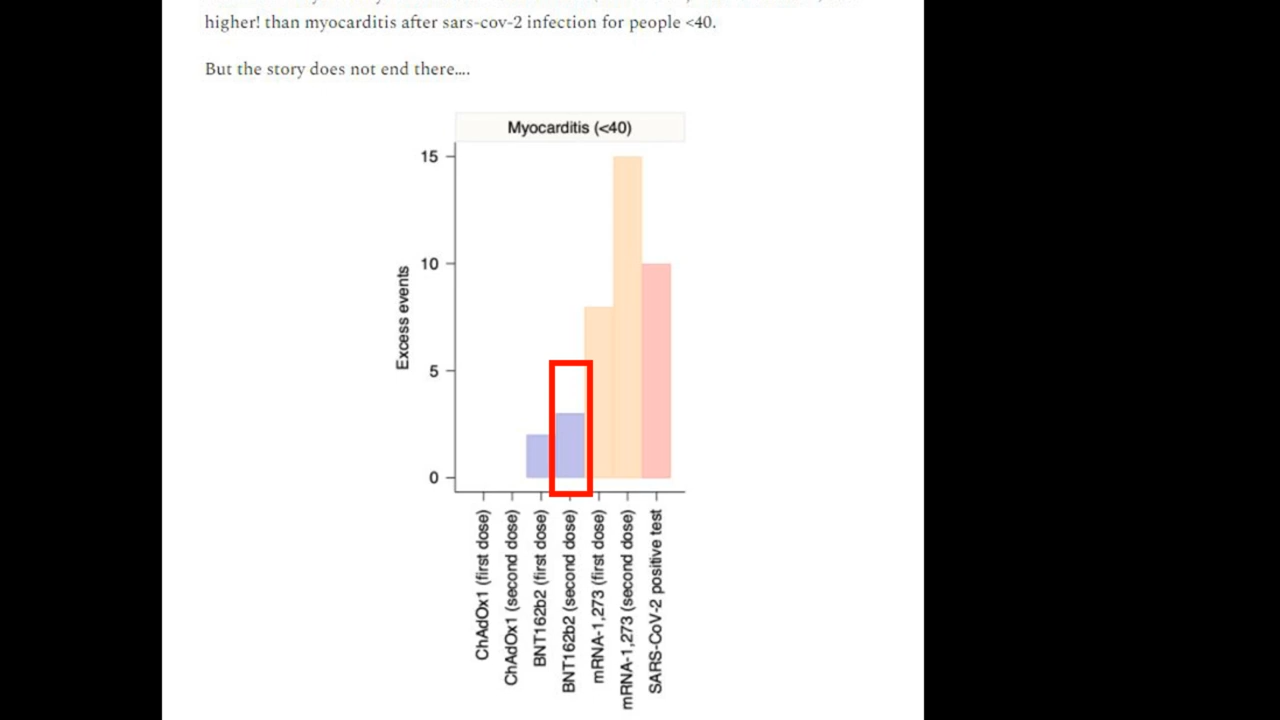 higher! than myocarditis after sars-cov-2 infection for people <40.
But the story does not end there....
Myocarditis (<40)
15
10
5
0
Excess events
ChAdOx1 (first dose)
ChAdOx1 (second dose)
BNT162b2 (first dose)
BNT162b2 (second dose)
mRNA-1,273 (first dose)
mRNA-1,273 (second dose)
SARS-CoV-2 positive test